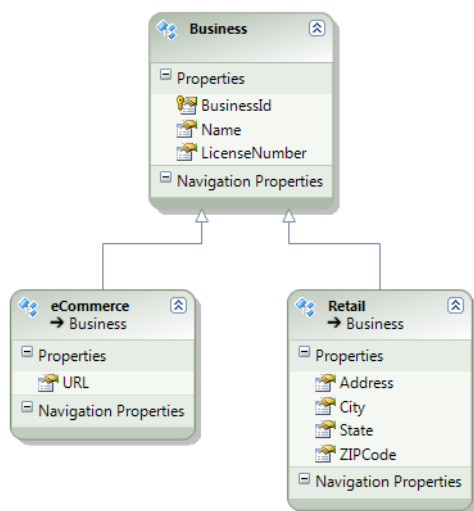 Business
Properties
BusinessId
Name
LicenseNumber
Navigation Properties
eCommerce
→ Business
Properties
URL
Navigation Properties
Retail
→ Business
Properties
Address
City
State
ZIPCode
Navigation Properties